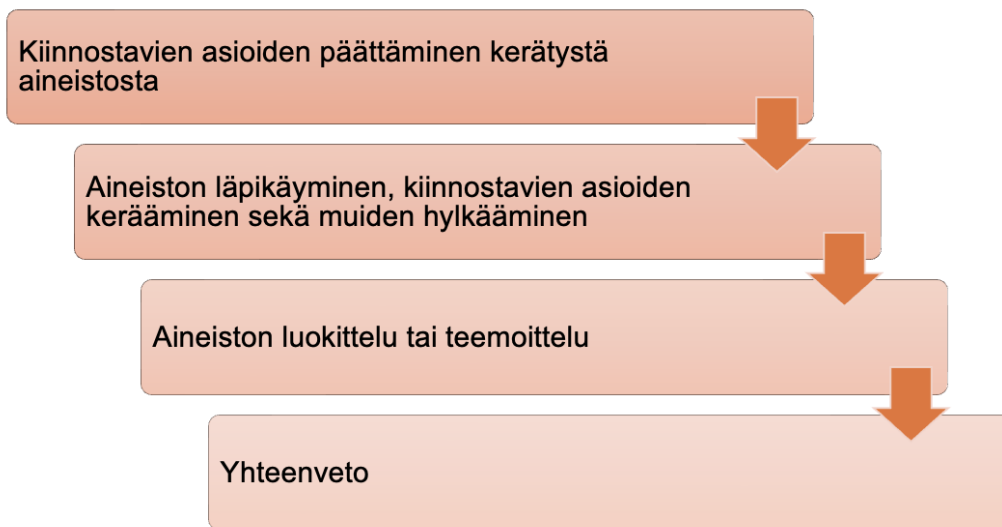 Kiinnostavien asioiden päättäminen kerätystä
aineistosta
Aineiston läpikäyminen, kiinnostavien asioiden
kerääminen sekä muiden hylkääminen
Aineiston luokittelu tai teemoittelu
Yhteenveto